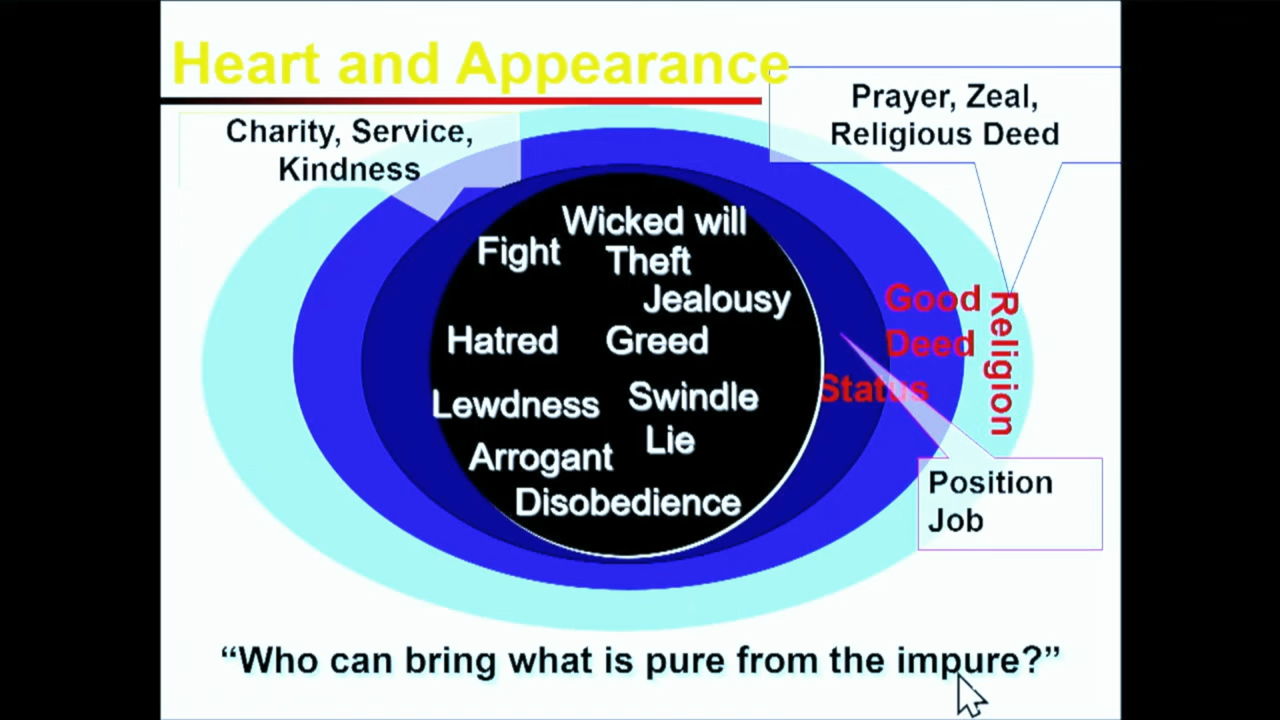 Heart and Appearance
Prayer, Zeal,
Religious Deed
Charity, Service,
Kindness
Wicked will
Fight
Theft
Jealousy
Hatred
Greed
Lewdness
Swindle
Lie
Arrogant
Disobedience
Good
Deed
Status
Religion
Position
Job
“Who can bring what is pure from the impure?”